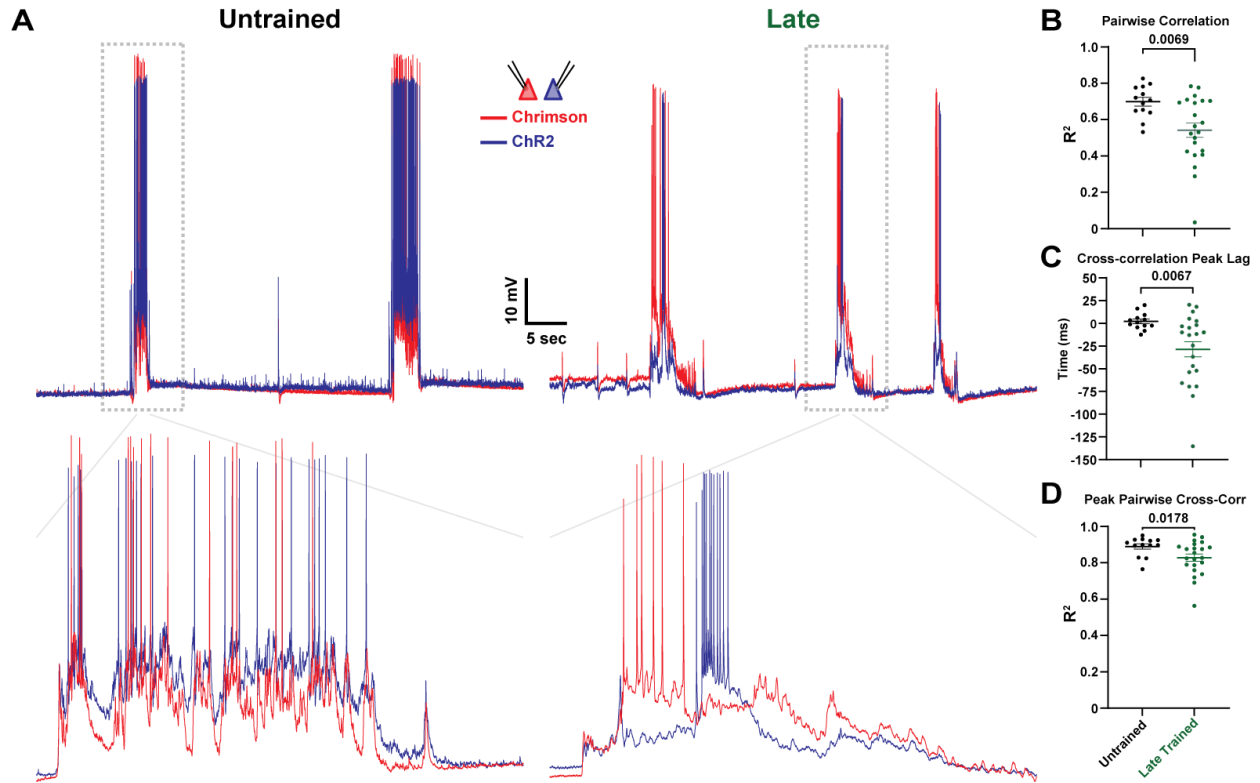 A
Untrained
Late
Chrimson
ChR2
10 mV
5 sec
B
Pairwise Correlation
0.0069
1.0
0.8
0.6
0.4
0.2
0
R²
C
Cross-correlation Peak Lag
0.0067
50
25
0
-25
-50
-75
-100
-125
-150
Time (ms)
D
Peak Pairwise Cross-Corr
0.0178
1.0
0.8
0.6
0.4
0.2
0
R²
Untrained
Late Trained